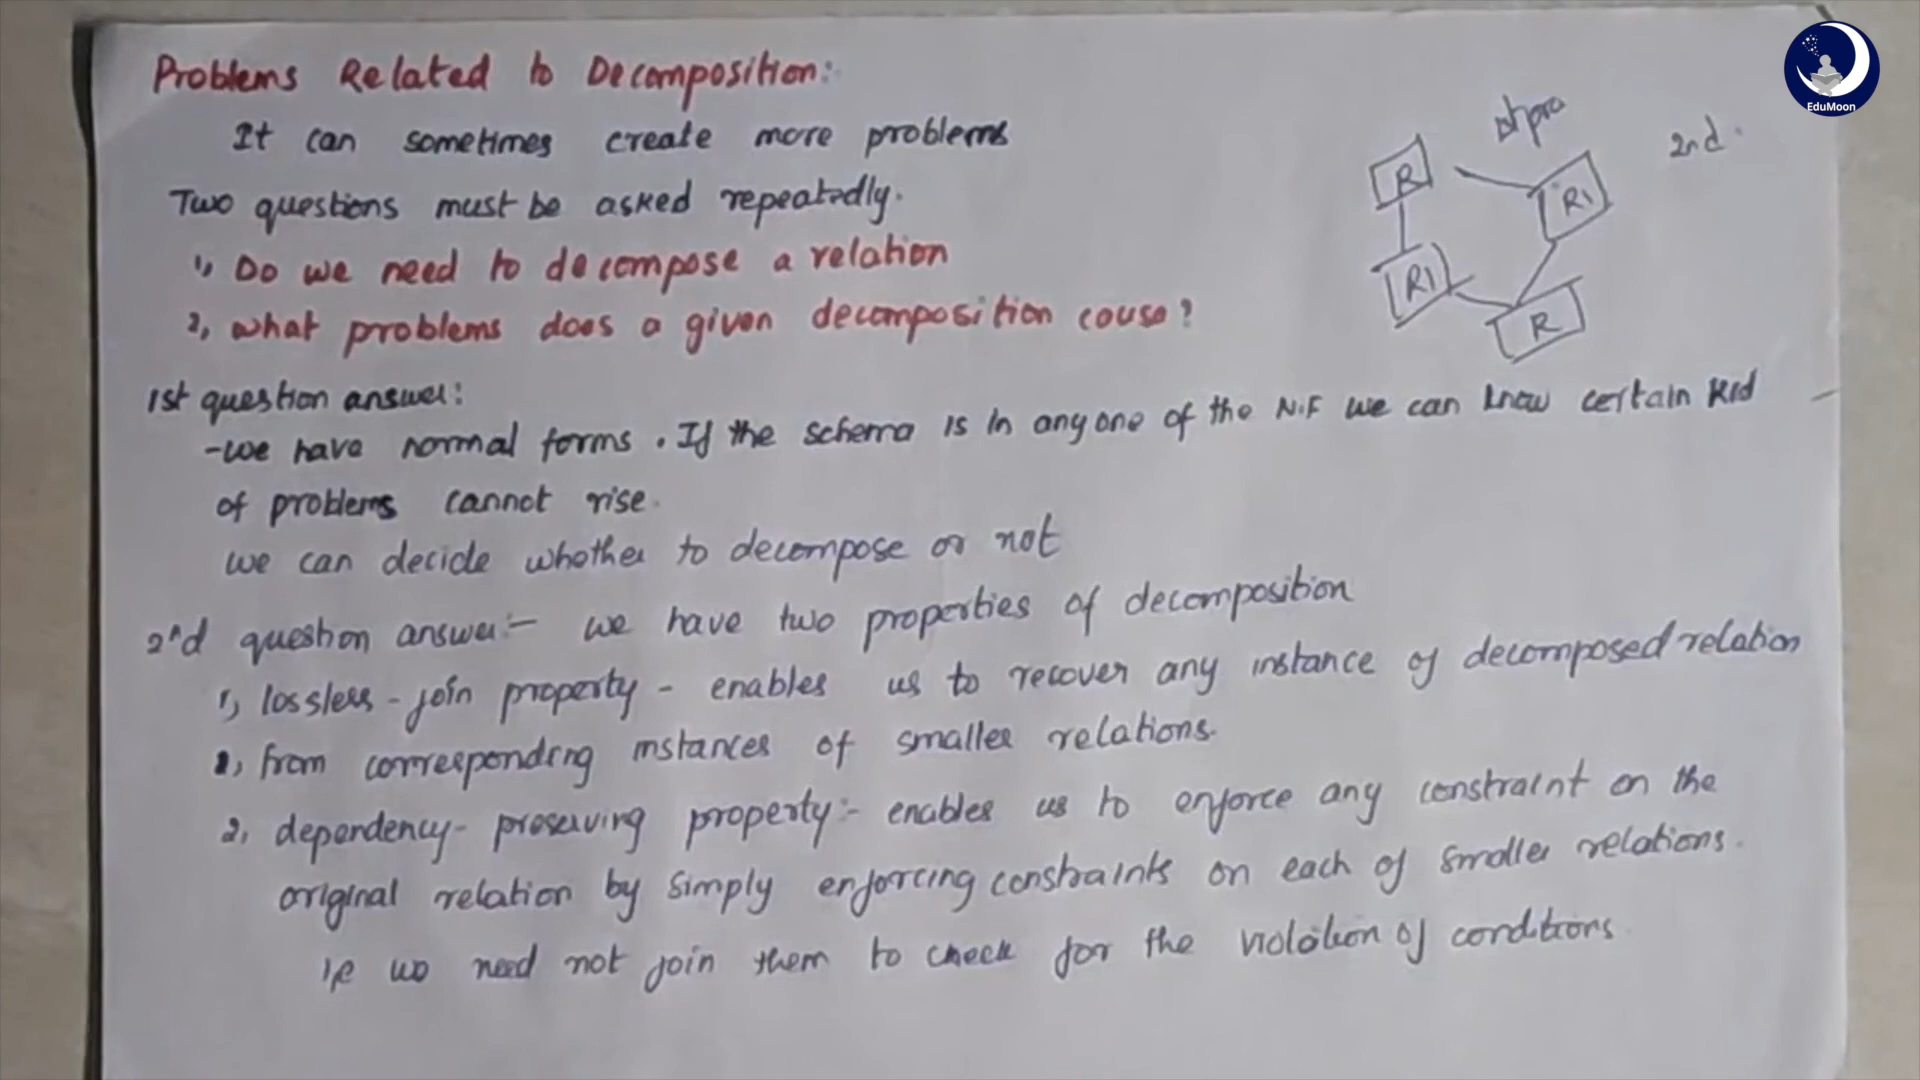 Problems Related to Decomposition:
It can sometimes create more problems
Two questions must be asked repeatedly.
1, Do we need to decompose a relation
2, what problems does a given decomposition couse?
1st question answer:
-we have normal forms. If the schema is in any one of the N.F we can know certain kid
of problems cannot rise.
we can decide whether to decompose or not
2nd question answer:- we have two properties of decomposition
1, lossless-join property - enables us to recover any instance of decomposed relation
1, from corresponding instances of smaller relations.
2, dependency-preserving property:- enables us to enforce any constraint on the
original relation by simply enforcing constraints on each of smaller relations.
ie we need not join them to check for the violation of conditions.
2nd.
R
R1
R1
R
EduMoon